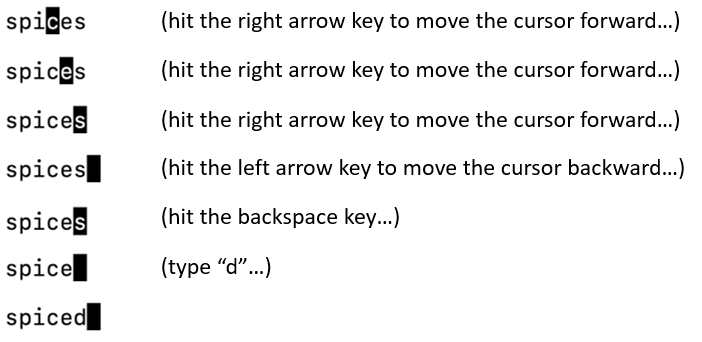 spices (hit the right arrow key to move the cursor forward…)
spices (hit the right arrow key to move the cursor forward…)
spices (hit the right arrow key to move the cursor forward…)
spices (hit the left arrow key to move the cursor backward…)
spices (hit the backspace key…)
spice (type “d”…)
spiced